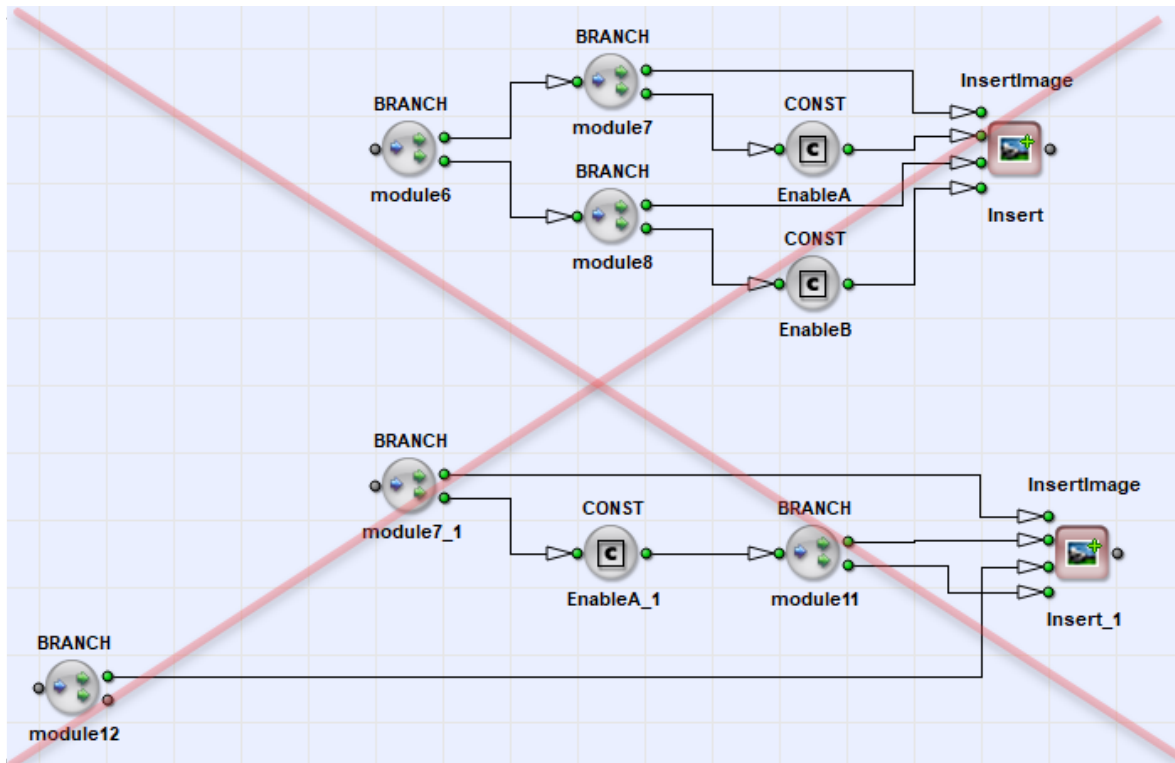 BRANCH
module7
InsertImage
BRANCH
module6
CONST
C
EnableA
Insert
BRANCH
module8
CONST
C
EnableB
BRANCH
module7_1
CONST
C
EnableA_1
BRANCH
module11
InsertImage
Insert_1
BRANCH
module12